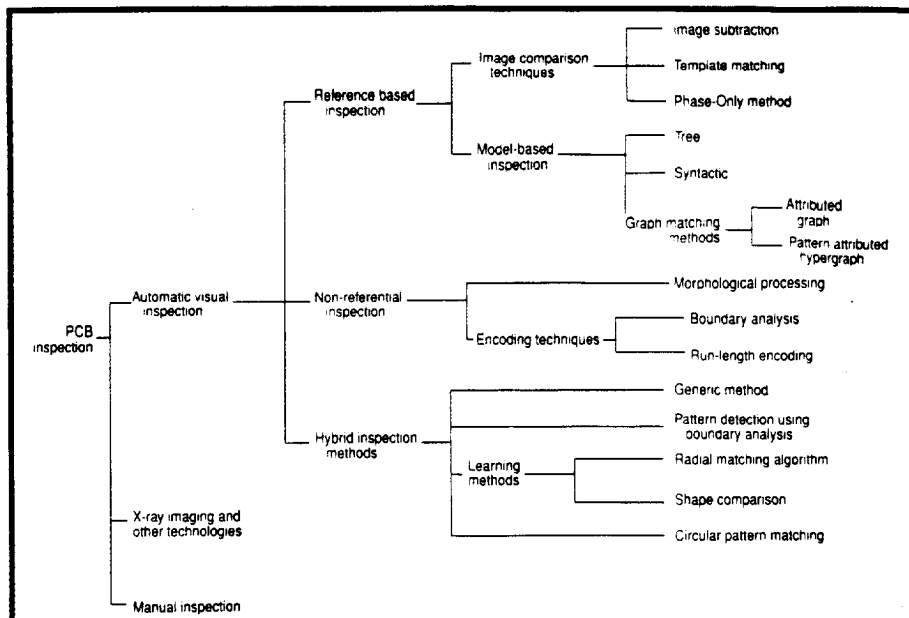 Image subtraction
Image comparison
techniques
Template matching
Reference based
inspection
Phase-Only method
Tree
Model-based
inspection
Syntactic
Graph matching
methods
Attributed
graph
Pattern attributed
hypergraph
Morphological processing
Automatic visual
inspection
Non-referential
inspection
Boundary analysis
PCB
inspection
Encoding techniques
Run-length encoding
Generic method
Pattern detection using
boundary analysis
Hybrid inspection
methods
Radial matching algorithm
Learning
methods
Shape comparison
X-ray imaging and
other technologies
Circular pattern matching
Manual inspection